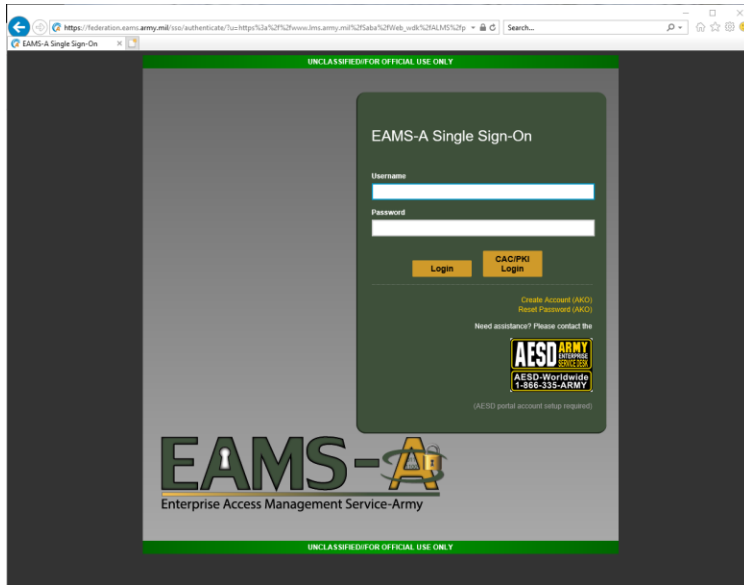 https://federation.eams.army.mil/sso/authenticate/?u=https%3a%2f%2fwww.lms.army.mil%2fSaba%2fWeb_wdk%2fALMS%2fp
Search...
EAMS-A Single Sign-On
UNCLASSIFIED//FOR OFFICIAL USE ONLY
EAMS-A Single Sign-On
Username
Password
Login
CAC/PKI
Login
Create Account (AKO)
Reset Password (AKO)
Need assistance? Please contact the
AESD ARMY
ENTERPRISE
SERVICE DESK
AESD-Worldwide
1-866-335-ARMY
(AESD portal account setup required)
EAMS-A
Enterprise Access Management Service-Army
UNCLASSIFIED//FOR OFFICIAL USE ONLY